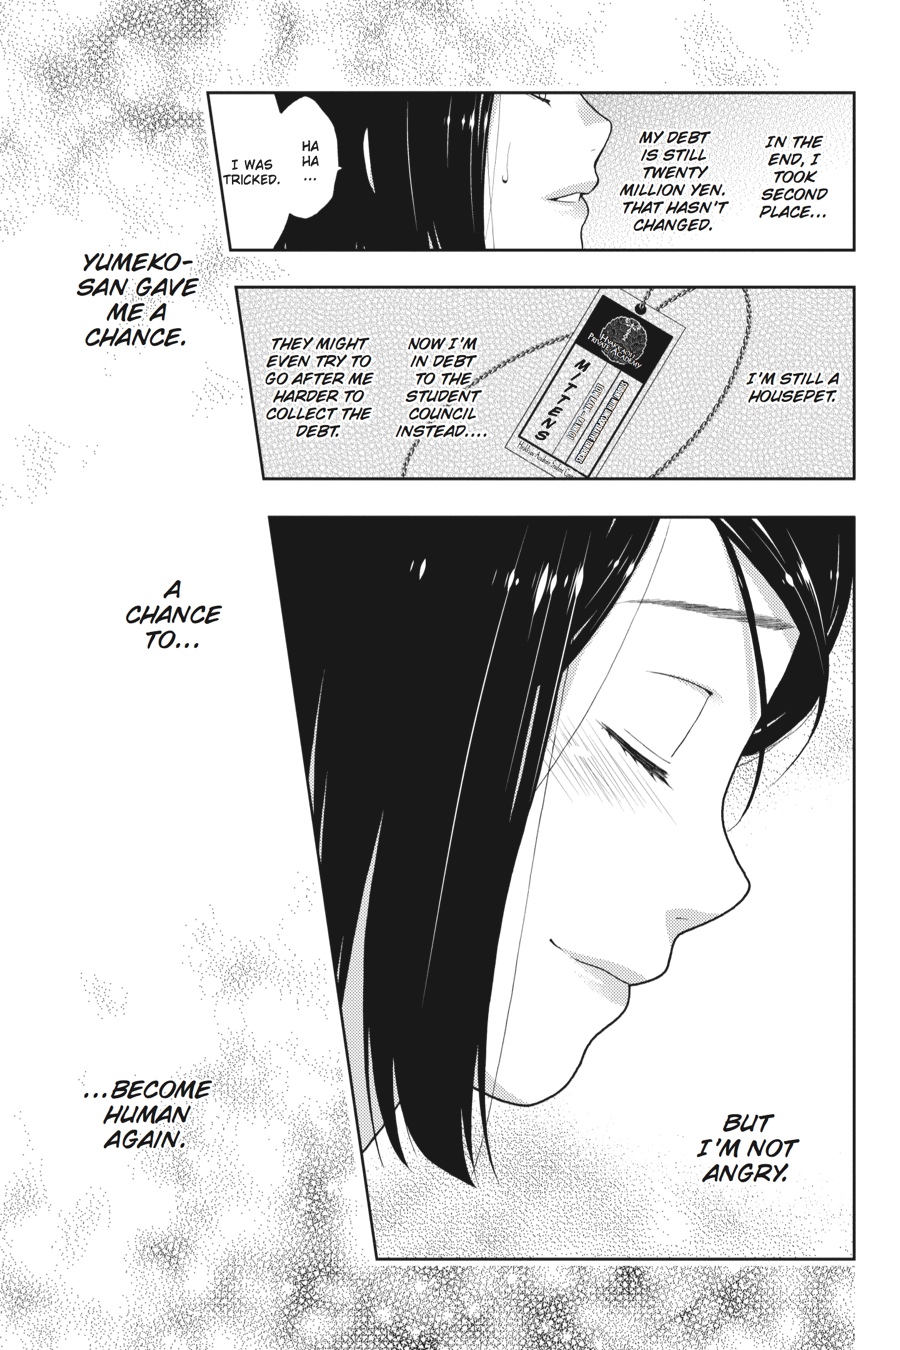 IN THE
END, I
TOOK
SECOND
PLACE...
MY DEBT
IS STILL
TWENTY
MILLION YEN.
THAT HASN'T
CHANGED.
HA
HA
...
I WAS
TRICKED.
I'M STILL A
HOUSEPET.
HYAKKAOU
PRIVATE ACADEMY
MITTENS
NOW I'M
IN DEBT
TO THE
STUDENT
COUNCIL
INSTEAD....
THEY MIGHT
EVEN TRY TO
GO AFTER ME
HARDER TO
COLLECT THE
DEBT.
BUT
I'M NOT
ANGRY.
YUMEKO-
SAN GAVE
ME A
CHANCE.
A
CHANCE
TO...
...BECOME
HUMAN
AGAIN.